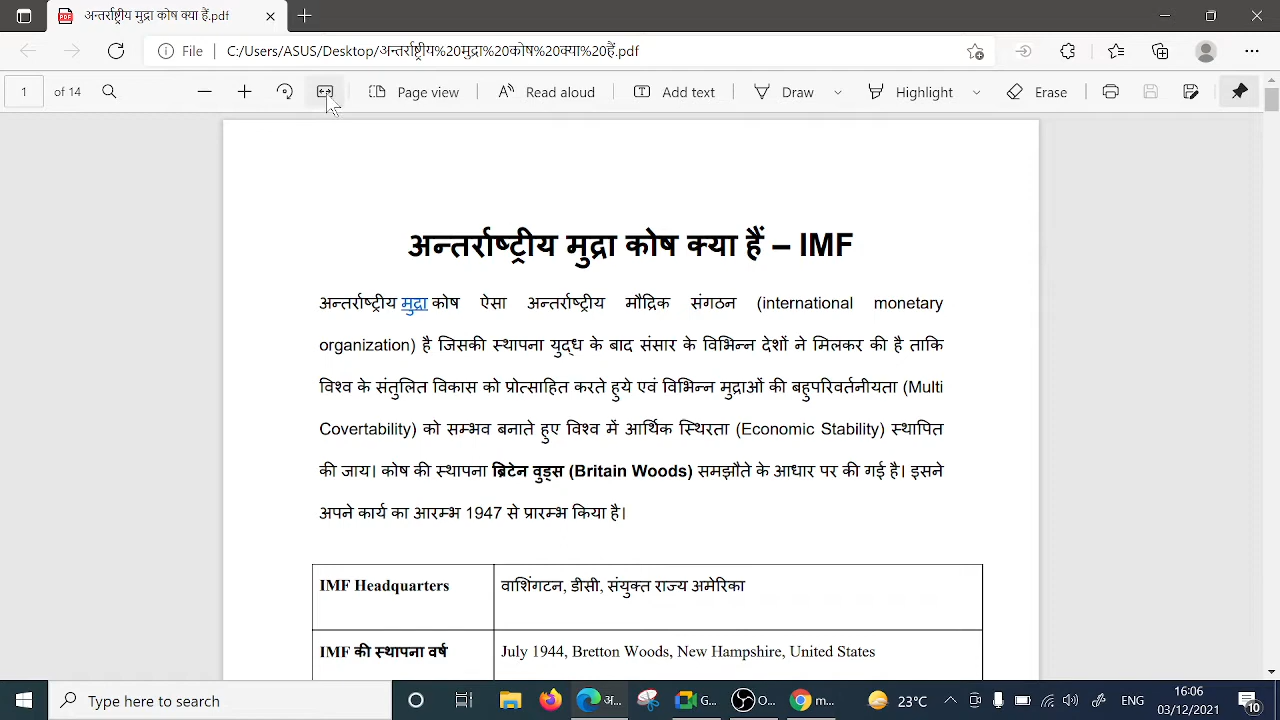 अन्तर्राष्ट्रीय मुद्रा कोष क्या हैं.pdf
File C:/Users/ASUS/Desktop/अन्तर्राष्ट्रीय%20मुद्रा%20कोष%20क्या%20हैं.pdf
1 of 14 Page view Read aloud Add text Draw Highlight Erase
अन्तर्राष्ट्रीय मुद्रा कोष क्या हैं – IMF
अन्तर्राष्ट्रीय मुद्रा कोष ऐसा अन्तर्राष्ट्रीय मौद्रिक संगठन (international monetary
organization) है जिसकी स्थापना युद्ध के बाद संसार के विभिन्न देशों ने मिलकर की है ताकि
विश्व के संतुलित विकास को प्रोत्साहित करते हुये एवं विभिन्न मुद्राओं की बहुपरिवर्तनीयता (Multi
Covertability) को सम्भव बनाते हुए विश्व में आर्थिक स्थिरता (Economic Stability) स्थापित
की जाय। कोष की स्थापना ब्रिटेन वुड्स (Britain Woods) समझौते के आधार पर की गई है। इसने
अपने कार्य का आरम्भ 1947 से प्रारम्भ किया है।
IMF Headquarters वाशिंगटन, डीसी, संयुक्त राज्य अमेरिका
IMF की स्थापना वर्ष July 1944, Bretton Woods, New Hampshire, United States
Type here to search अ... G... O... m... 23°C ENG 16:06
03/12/2021 10